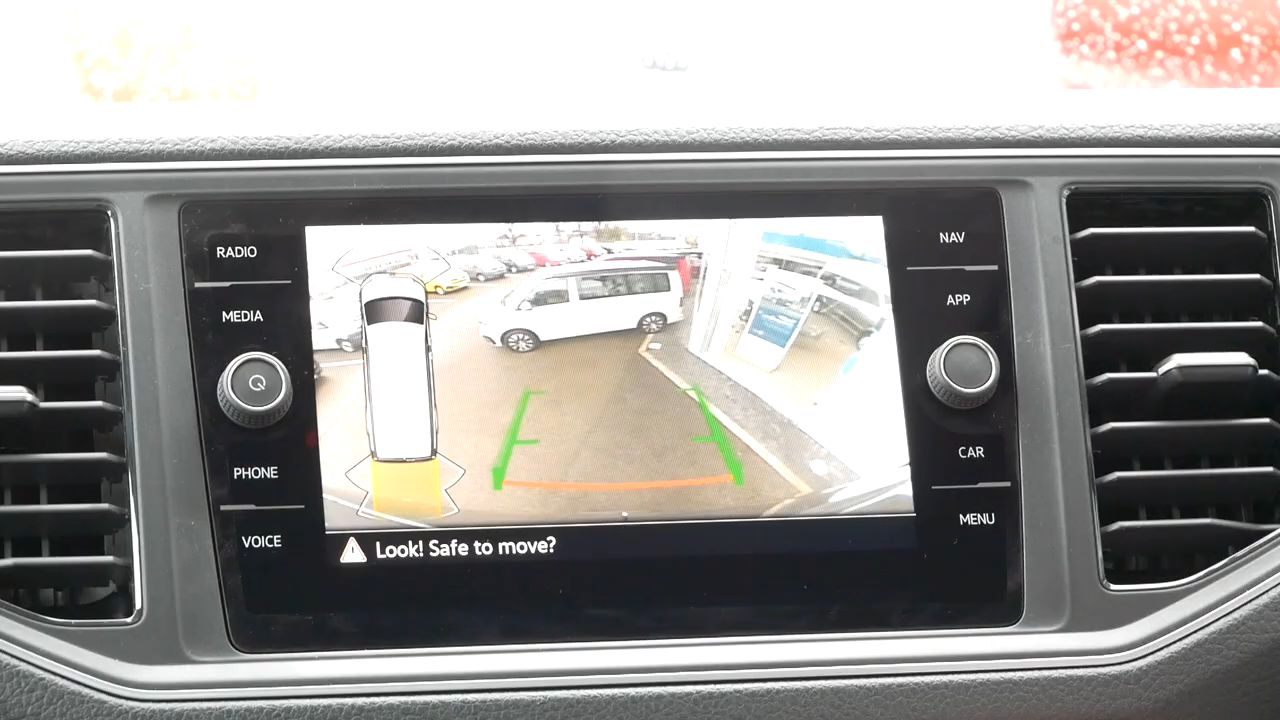 RADIO
MEDIA
PHONE
VOICE
NAV
APP
CAR
MENU
Look! Safe to move?